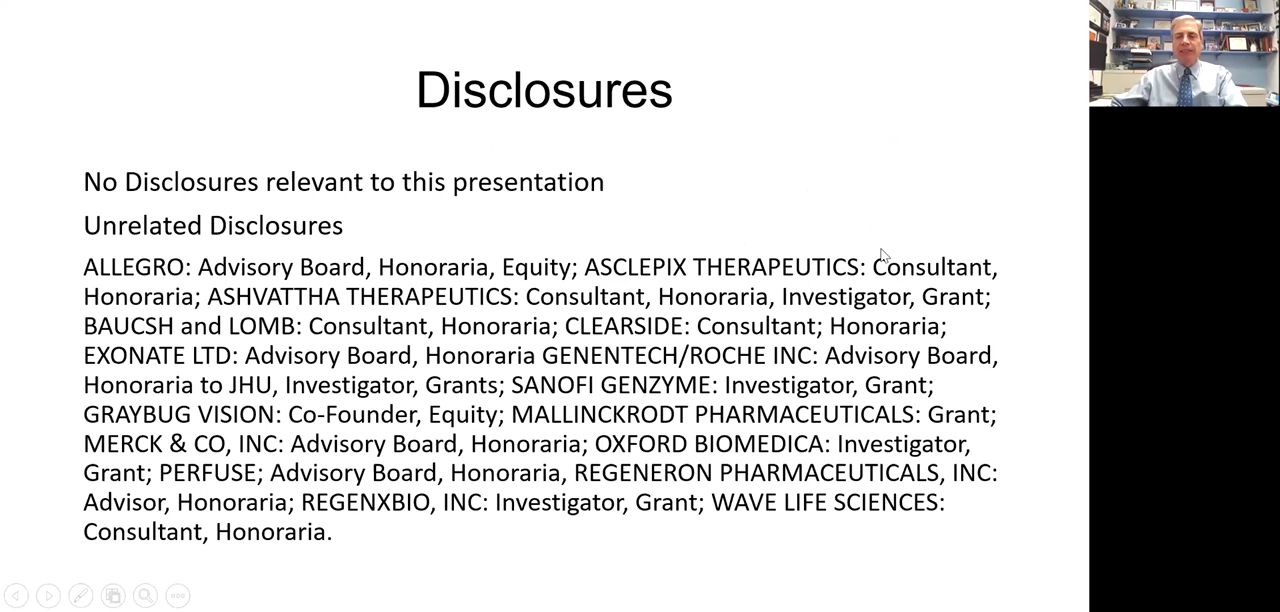 Disclosures
No Disclosures relevant to this presentation
Unrelated Disclosures
ALLEGRO: Advisory Board, Honoraria, Equity; ASCLEPIX THERAPEUTICS: Consultant,
Honoraria; ASHVATTHA THERAPEUTICS: Consultant, Honoraria, Investigator, Grant;
BAUCSH and LOMB: Consultant, Honoraria; CLEARSIDE: Consultant; Honoraria;
EXONATE LTD: Advisory Board, Honoraria GENENTECH/ROCHE INC: Advisory Board,
Honoraria to JHU, Investigator, Grants; SANOFI GENZYME: Investigator, Grant;
GRAYBUG VISION: Co-Founder, Equity; MALLINCKRODT PHARMACEUTICALS: Grant;
MERCK & CO, INC: Advisory Board, Honoraria; OXFORD BIOMEDICA: Investigator,
Grant; PERFUSE; Advisory Board, Honoraria, REGENERON PHARMACEUTICALS, INC:
Advisor, Honoraria; REGENXBIO, INC: Investigator, Grant; WAVE LIFE SCIENCES:
Consultant, Honoraria.